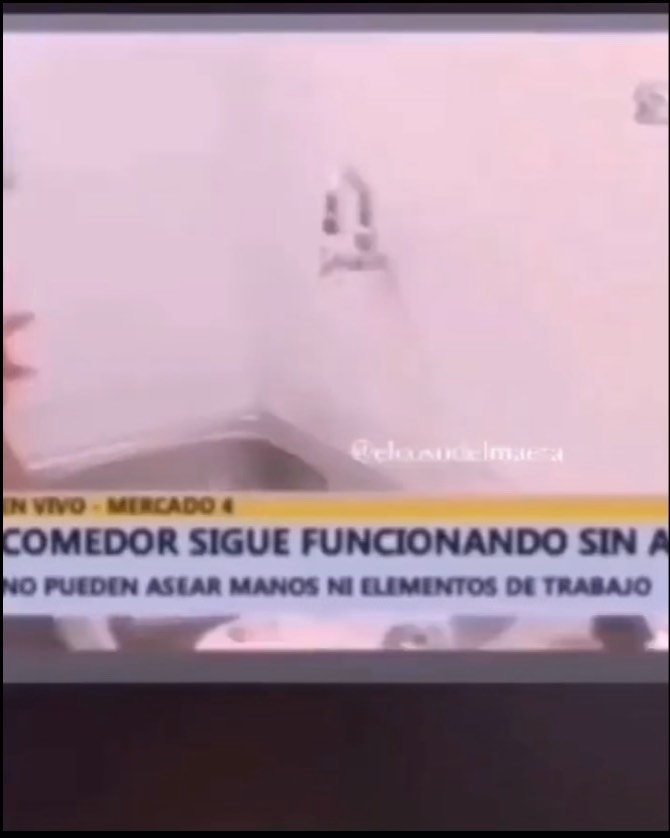 EN VIVO - MERCADO 4
COMEDOR SIGUE FUNCIONANDO SIN A
NO PUEDEN ASEAR MANOS NI ELEMENTOS DE TRABAJO